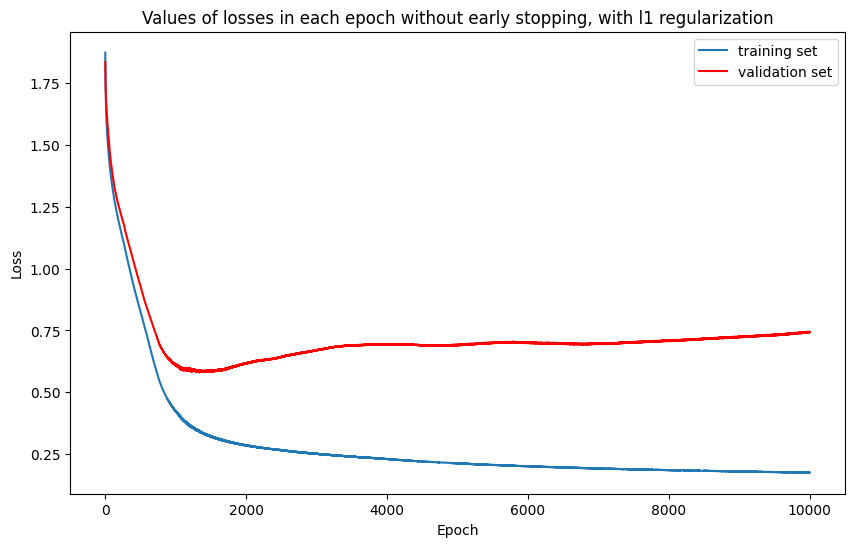 Values of losses in each epoch without early stopping, with l1 regularization
training set
validation set
1.75
1.50
1.25
1.00
0.75
0.50
0.25
Loss
0
2000
4000
6000
8000
10000
Epoch